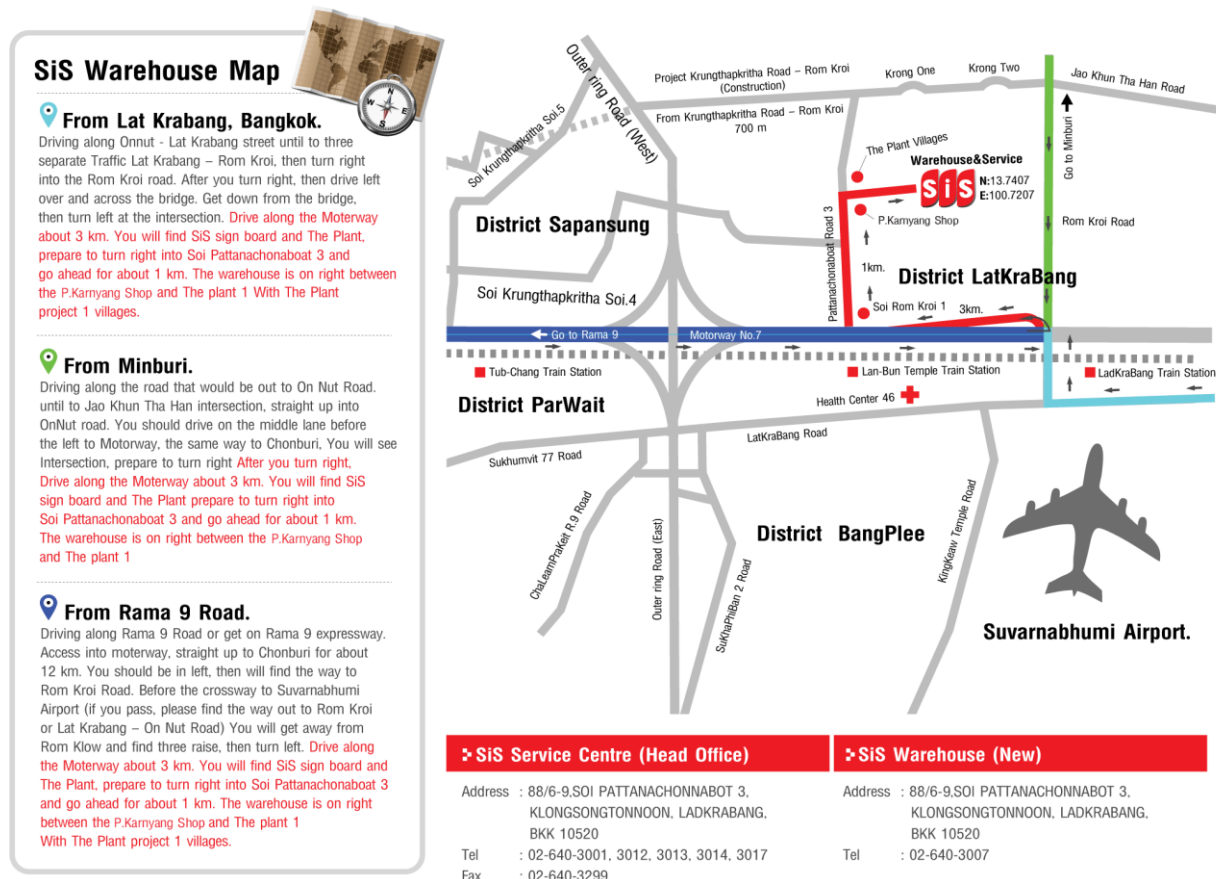 SiS Warehouse Map
N
W
E
S
From Lat Krabang, Bangkok.
Driving along Onnut - Lat Krabang street until to three
separate Traffic Lat Krabang – Rom Kroi, then turn right
into the Rom Kroi road. After you turn right, then drive left
over and across the bridge. Get down from the bridge,
then turn left at the intersection. Drive along the Moterway
about 3 km. You will find SiS sign board and The Plant,
prepare to turn right into Soi Pattanachonaboat 3 and
go ahead for about 1 km. The warehouse is on right between
the P.Karnyang Shop and The plant 1 With The Plant
project 1 villages.
From Minburi.
Driving along the road that would be out to On Nut Road.
until to Jao Khun Tha Han intersection, straight up into
OnNut road. You should drive on the middle lane before
the left to Motorway, the same way to Chonburi, You will see
Intersection, prepare to turn right After you turn right,
Drive along the Moterway about 3 km. You will find SiS
sign board and The Plant prepare to turn right into
Soi Pattanachonaboat 3 and go ahead for about 1 km.
The warehouse is on right between the P.Karnyang Shop
and The plant 1
From Rama 9 Road.
Driving along Rama 9 Road or get on Rama 9 expressway.
Access into moterway, straight up to Chonburi for about
12 km. You should be in left, then will find the way to
Rom Kroi Road. Before the crossway to Suvarnabhumi
Airport (if you pass, please find the way out to Rom Kroi
or Lat Krabang – On Nut Road) You will get away from
Rom Klow and find three raise, then turn left. Drive along
the Moterway about 3 km. You will find SiS sign board and
The Plant, prepare to turn right into Soi Pattanachonaboat 3
and go ahead for about 1 km. The warehouse is on right
between the P.Karnyang Shop and The plant 1
With The Plant project 1 villages.
Outer ring Road (West)
Project Krungthapkritha Road – Rom Kroi
(Construction)
Krong One
Krong Two
Jao Khun Tha Han Road
From Krungthapkritha Road – Rom Kroi
700 m
Soi Krungthapkritha Soi.5
Go to Minburi
The Plant Villages
Warehouse&Service
SiS
N:13.7407
E:100.7207
P.Karnyang Shop
Rom Kroi Road
District Sapansung
Pattanachonaboat Road 3
1km.
District LatKraBang
Soi Krungthapkritha Soi.4
Soi Rom Kroi 1
3km.
Go to Rama 9
Motorway No.7
Tub-Chang Train Station
Lan-Bun Temple Train Station
LadKraBang Train Station
District ParWait
Health Center 46
LatKraBang Road
Sukhumvit 77 Road
ChaLearnPraKeit R.9 Road
Outer ring Road (East)
SuKhaPhiBan 2 Road
District BangPlee
KingKeaw Temple Road
Suvarnabhumi Airport.
SiS Service Centre (Head Office)
Address : 88/6-9,SOI PATTANACHONNABOT 3,
KLONGSONGTONNOON, LADKRABANG,
BKK 10520
Tel : 02-640-3001, 3012, 3013, 3014, 3017
Fax : 02-640-3299
SiS Warehouse (New)
Address : 88/6-9,SOI PATTANACHONNABOT 3,
KLONGSONGTONNOON, LADKRABANG,
BKK 10520
Tel : 02-640-3007